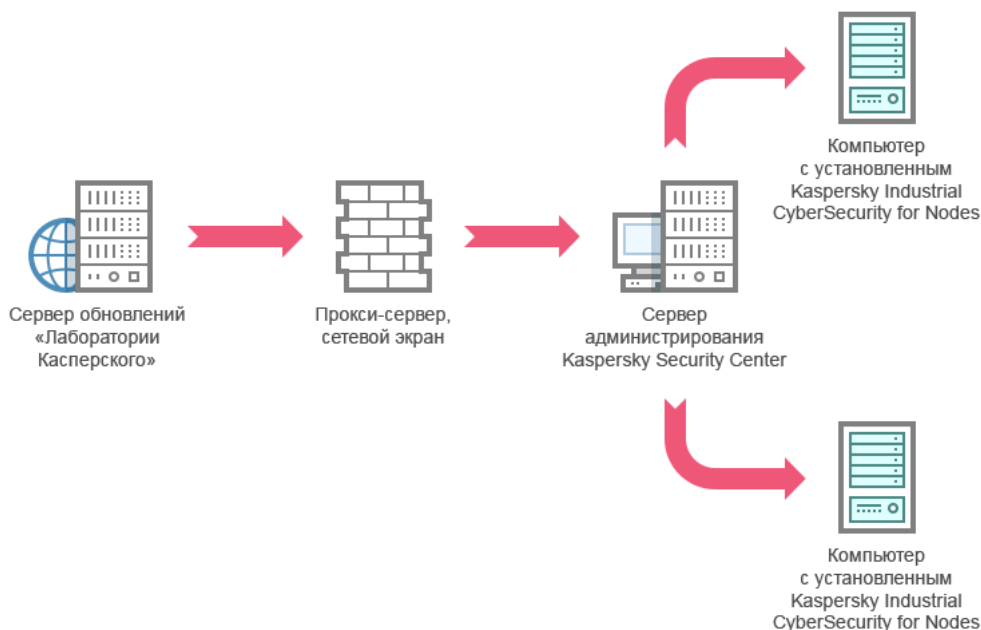 Компьютер
с установленным
Kaspersky Industrial
CyberSecurity for Nodes
Сервер обновлений
«Лаборатории
Касперского»
Прокси-сервер,
сетевой экран
Сервер
администрирования
Kaspersky Security Center
Компьютер
с установленным
Kaspersky Industrial
CyberSecurity for Nodes